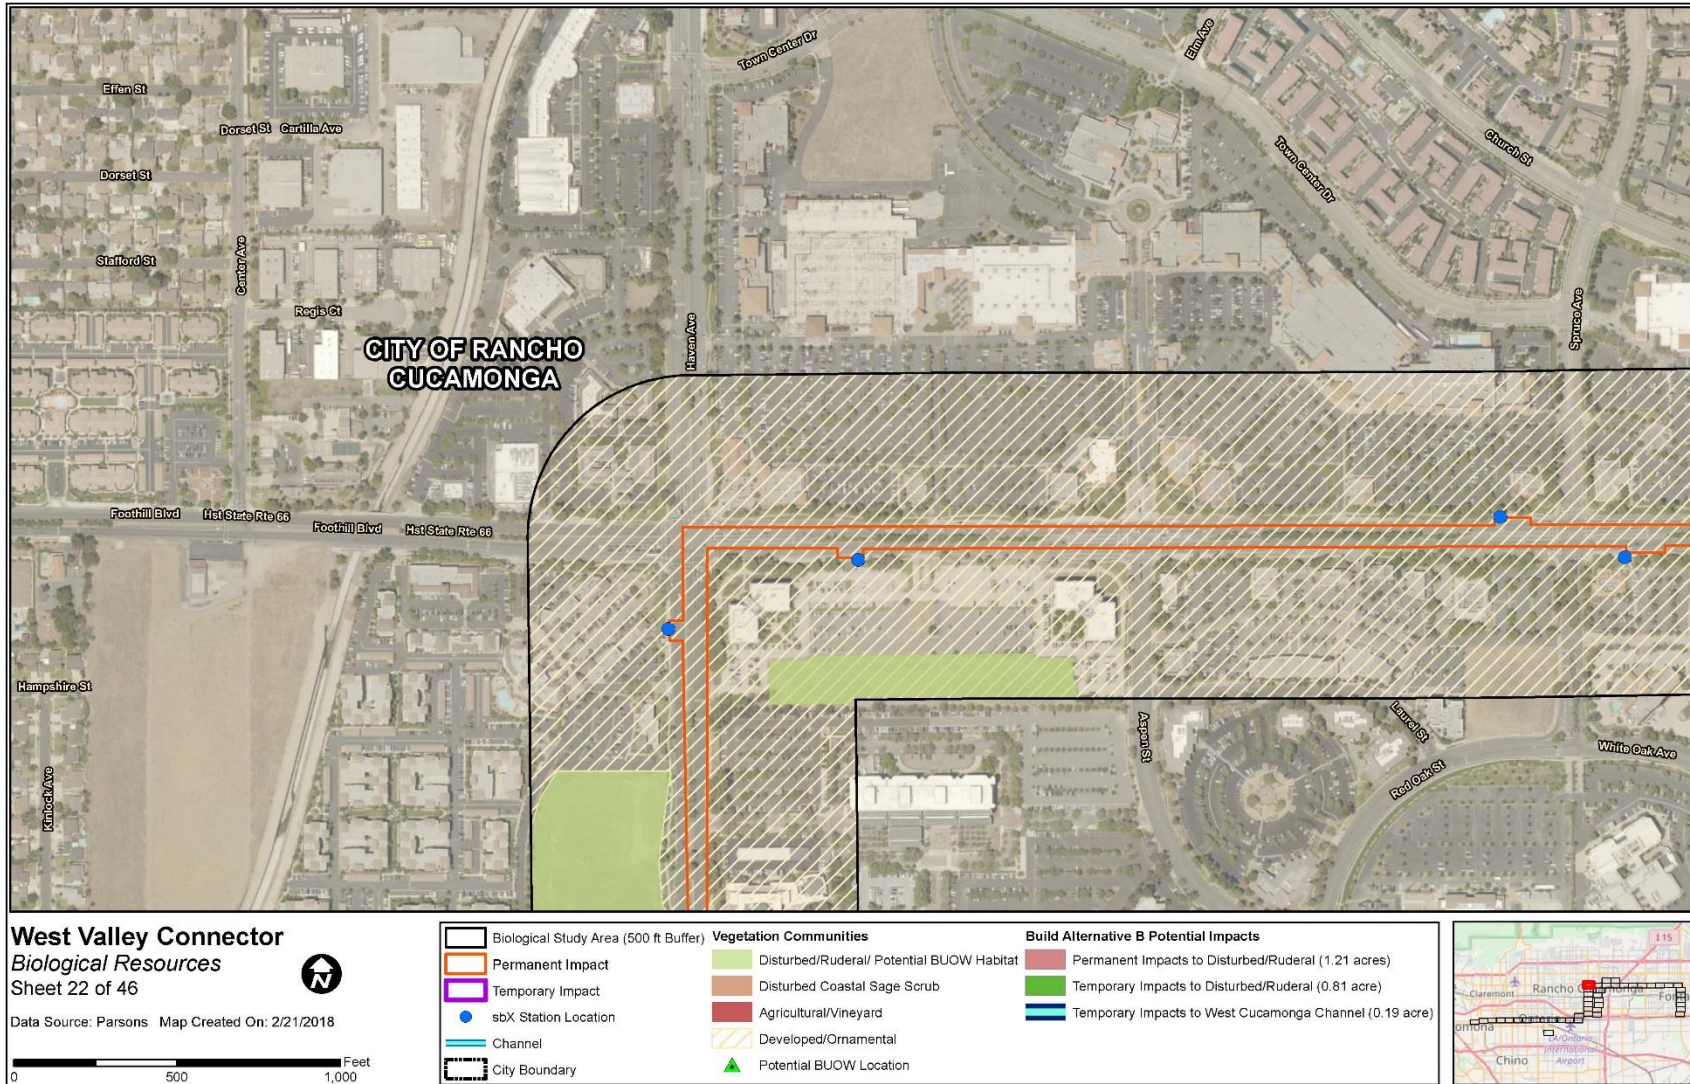 Town Center Dr
Elm Ave
Effen St
Dorset St
Cartilla Ave
Church St
Dorset St
Town Center Dr
Center Ave
Stafford St
Regis Ct
Haven Ave
Spruce Ave
CITY OF RANCHO
CUCAMONGA
Foothill Blvd
Hst State Rte 66
Foothill Blvd
Hst State Rte 66
Hampshire St
Kinlock Ave
Aspen St
Laurel St
White Oak Ave
Red Oak St
West Valley Connector
Biological Resources
Sheet 22 of 46
N
Data Source: Parsons Map Created On: 2/21/2018
Feet
0 500 1,000
Biological Study Area (500 ft Buffer)
Permanent Impact
Temporary Impact
sbX Station Location
Channel
City Boundary
Vegetation Communities
Disturbed/Ruderal/ Potential BUOW Habitat
Disturbed Coastal Sage Scrub
Agricultural/Vineyard
Developed/Ornamental
Potential BUOW Location
Build Alternative B Potential Impacts
Permanent Impacts to Disturbed/Ruderal (1.21 acres)
Temporary Impacts to Disturbed/Ruderal (0.81 acre)
Temporary Impacts to West Cucamonga Channel (0.19 acre)
I 15
Claremont
LA/Ontario
International
Airport
Chino